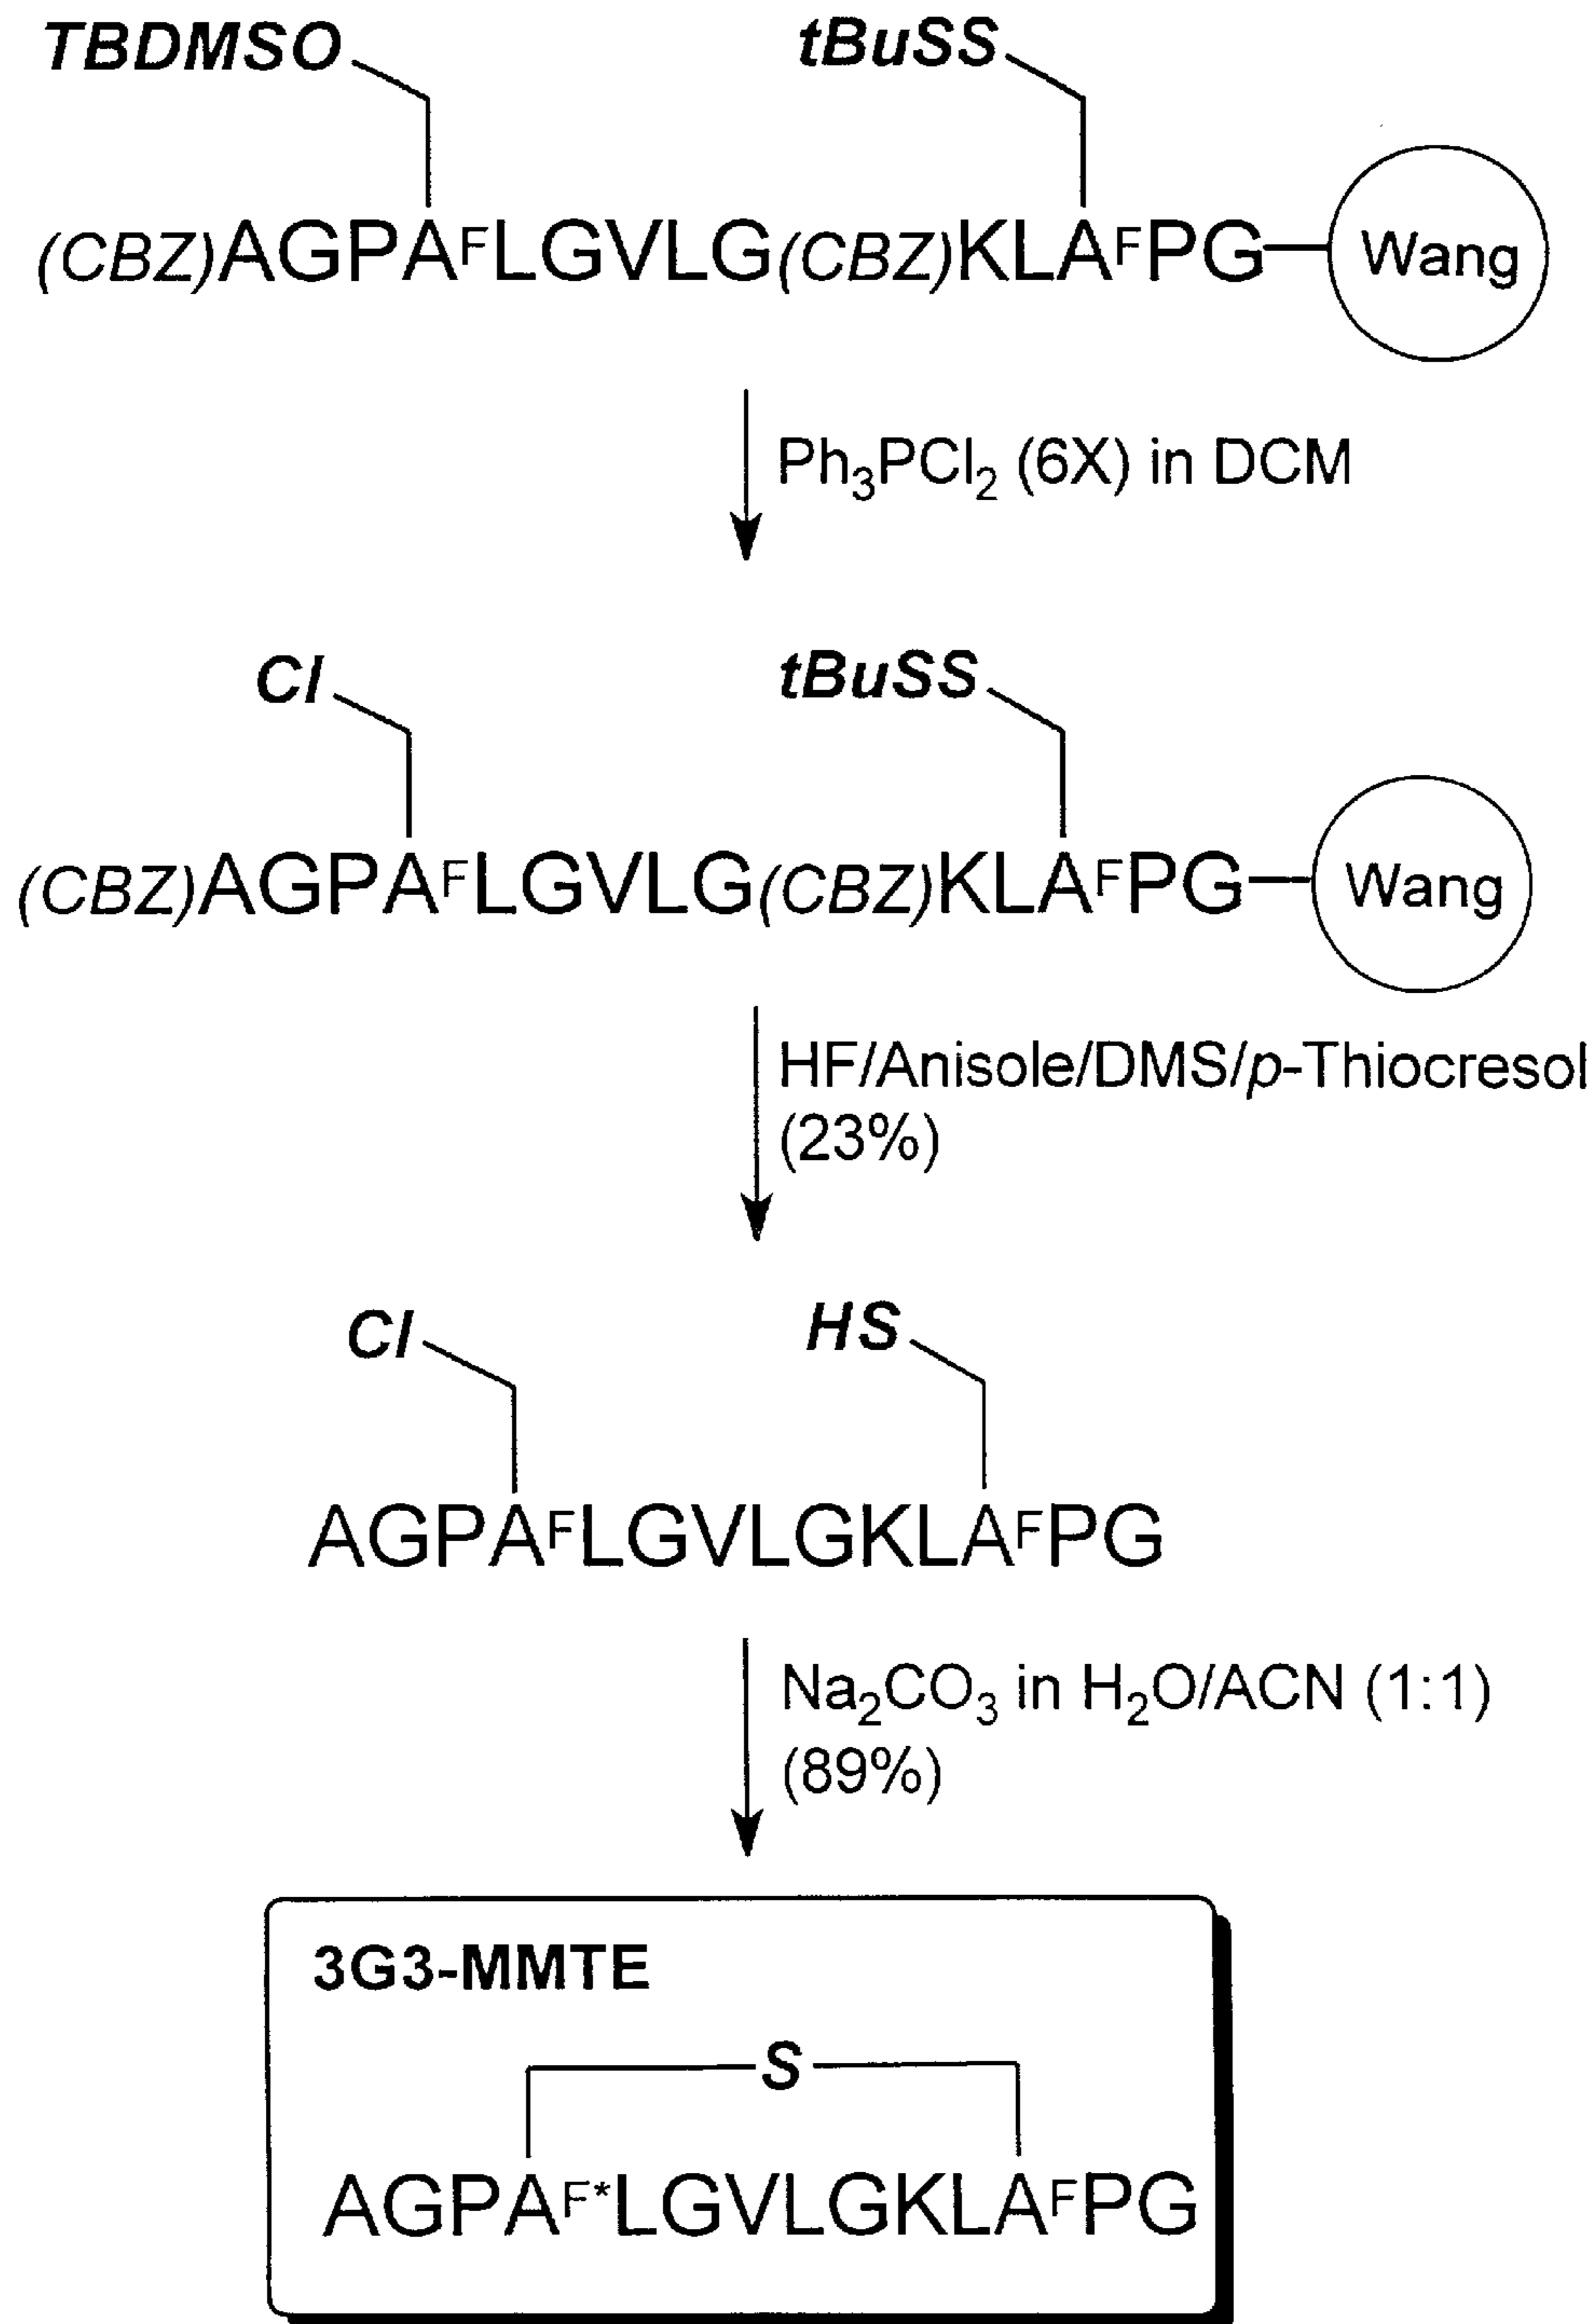 TBDMSO tBuSS
(CBZ)AGPAFLGVLG(CBZ)KLAFPG Wang
Ph3PCl2 (6X) in DCM
Cl tBuSS
(CBZ)AGPAFLGVLG(CBZ)KLAFPG Wang
HF/Anisole/DMS/p-Thiocresol
(23%)
Cl HS
AGPAFLGVLGKLAFPG
Na2CO3 in H2O/ACN (1:1)
(89%)
3G3-MMTE
S
AGPAF*LGVLGKLAFPG